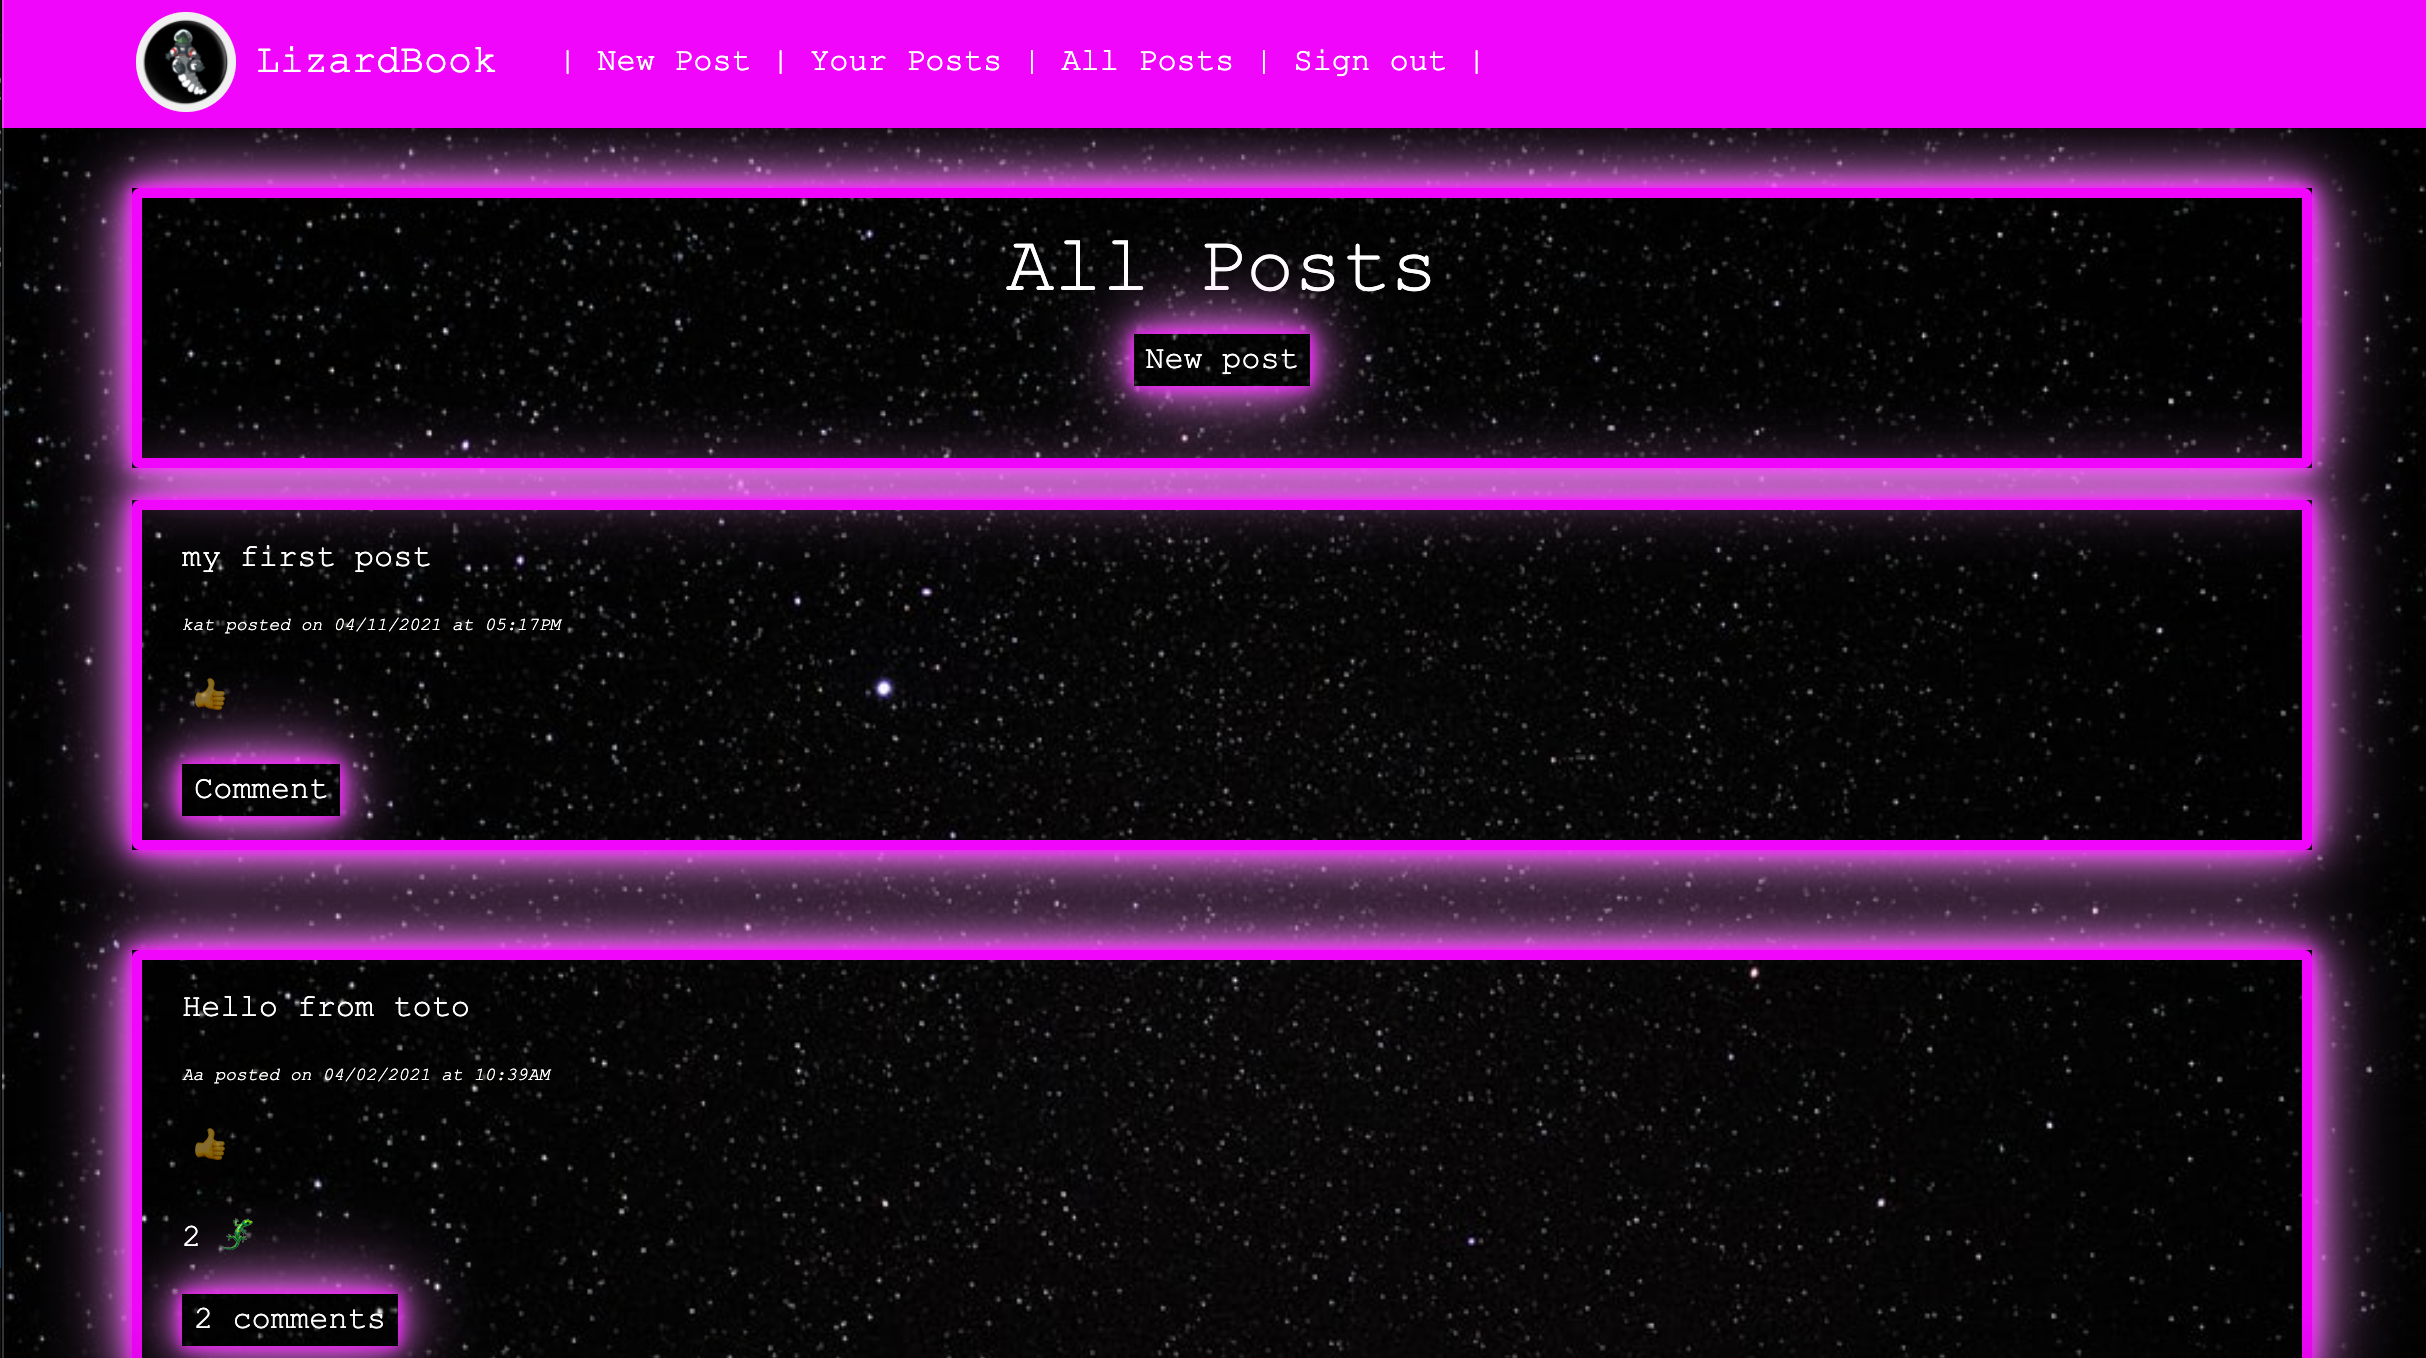 LizardBook | New Post | Your Posts | All Posts | Sign out |
All Posts
New post
my first post
kat posted on 04/11/2021 at 05:17PM
👍
Comment
Hello from toto
Aa posted on 04/02/2021 at 10:39AM
👍
2 🦎
2 comments